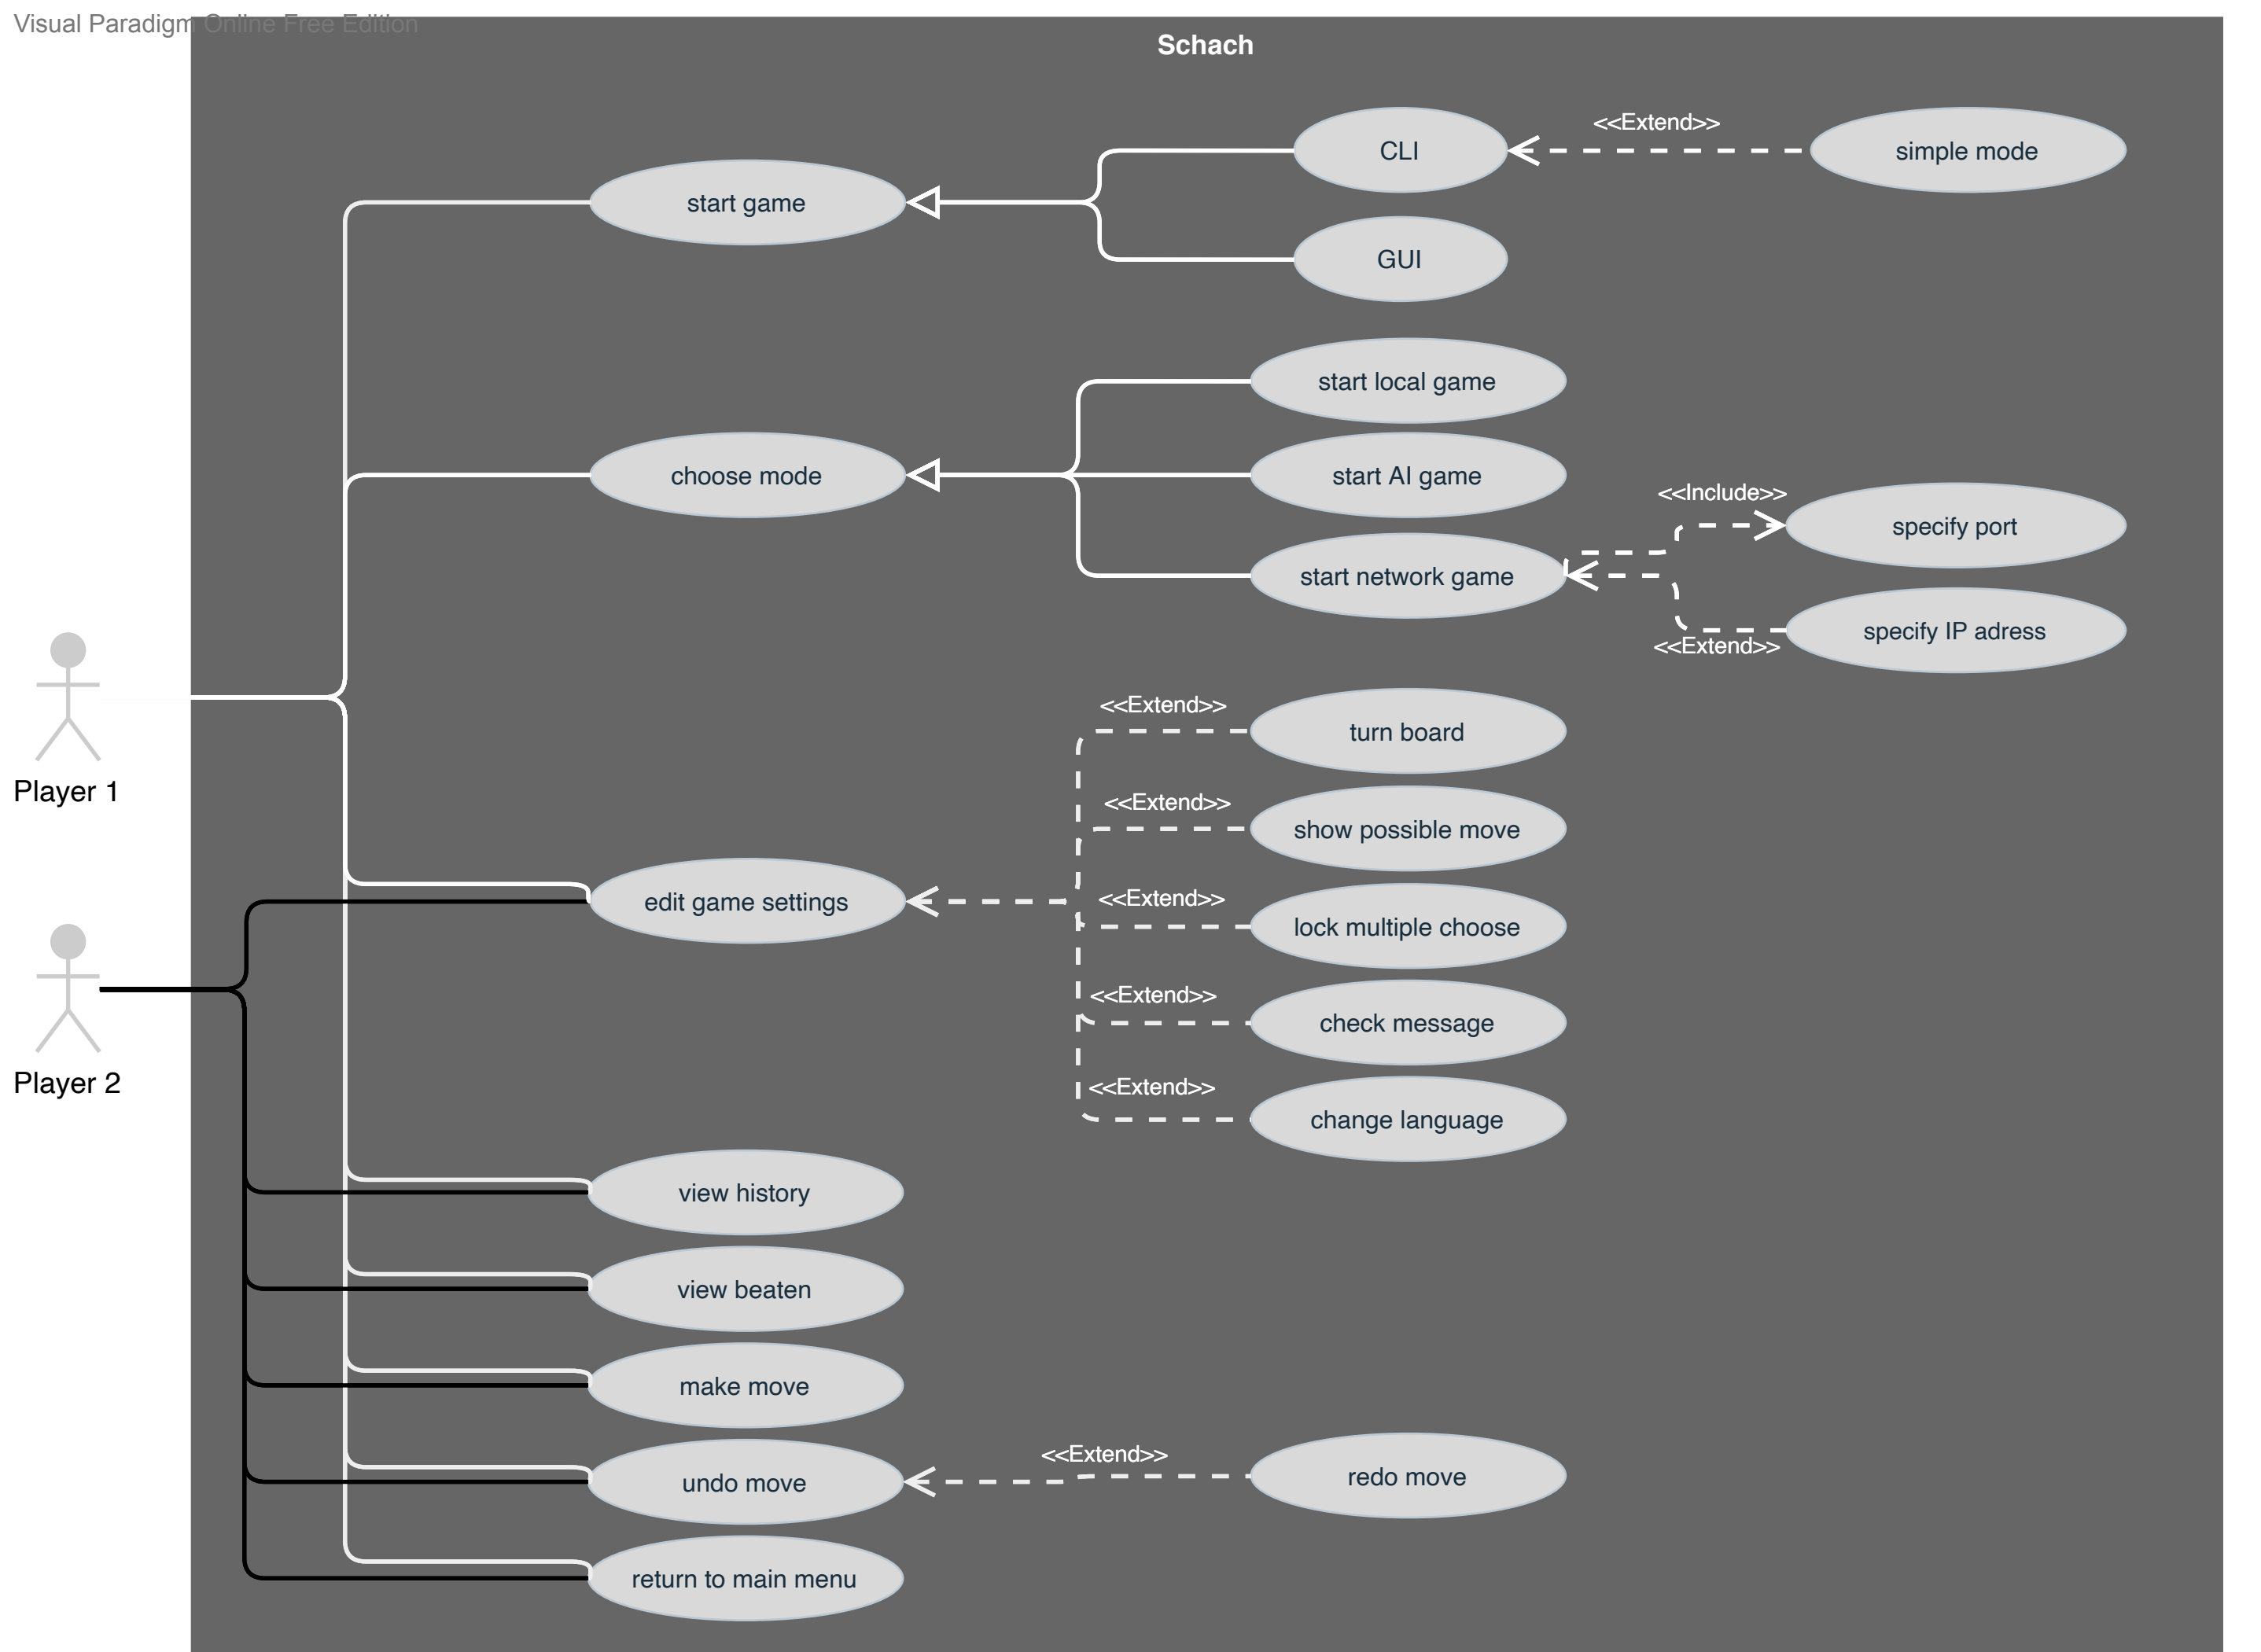 Visual Paradigm Online Free Edition
Schach
CLI
<<Extend>>
simple mode
start game
GUI
start local game
choose mode
start AI game
<<Include>>
specify port
start network game
specify IP adress
<<Extend>>
Player 1
<<Extend>>
turn board
<<Extend>>
show possible move
edit game settings
<<Extend>>
lock multiple choose
<<Extend>>
check message
Player 2
<<Extend>>
change language
view history
view beaten
make move
undo move
<<Extend>>
redo move
return to main menu